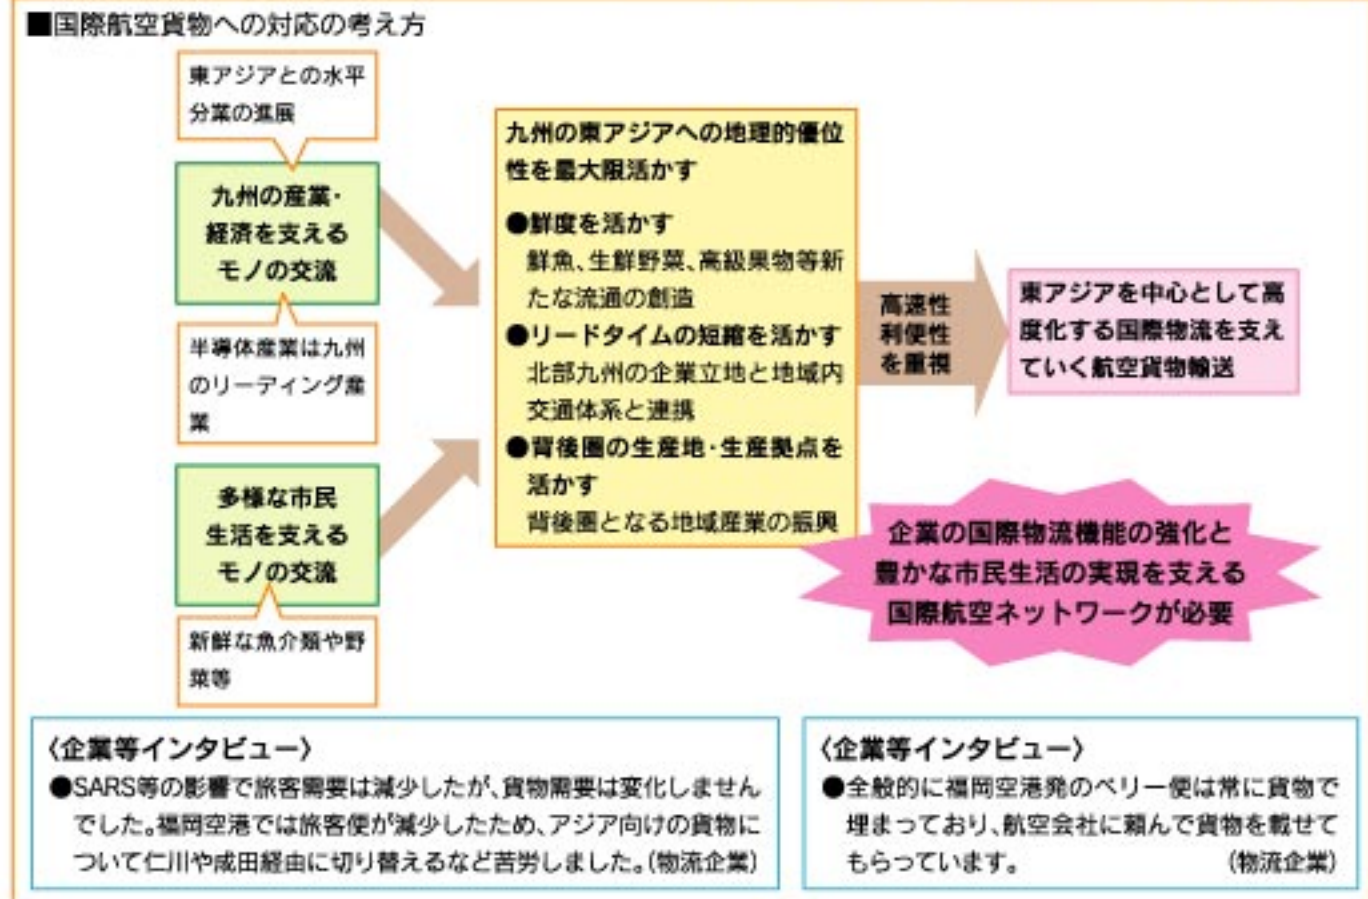 ■国際航空貨物への対応の考え方
東アジアとの水平
分業の進展
九州の産業・
経済を支える
モノの交流
半導体産業は九州
のリーディング産
業
多様な市民
生活を支える
モノの交流
新鮮な魚介類や野
菜等
九州の東アジアへの地理的優位
性を最大限活かす
●鮮度を活かす
鮮魚、生鮮野菜、高級果物等新
たな流通の創造
●リードタイムの短縮を活かす
北部九州の企業立地と地域内
交通体系と連携
●背後圏の生産地・生産拠点を
活かす
背後圏となる地域産業の振興
高速性
利便性
を重視
東アジアを中心として高
度化する国際物流を支え
ていく航空貨物輸送
企業の国際物流機能の強化と
豊かな市民生活の実現を支える
国際航空ネットワークが必要
〈企業等インタビュー〉
●SARS等の影響で旅客需要は減少したが、貨物需要は変化しません
でした。福岡空港では旅客便が減少したため、アジア向けの貨物に
ついて仁川や成田経由に切り替えるなど苦労しました。(物流企業)
〈企業等インタビュー〉
●全般的に福岡空港発のベリー便は常に貨物で
埋まっており、航空会社に頼んで貨物を載せて
もらっています。 (物流企業)